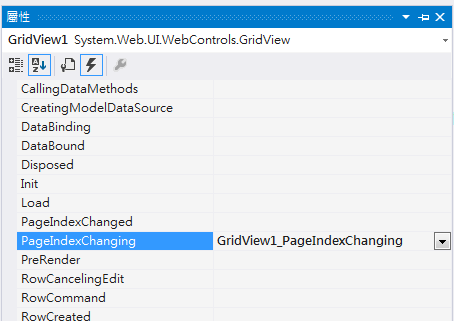 屬性
GridView1 System.Web.UI.WebControls.GridView
CallingDataMethods
CreatingModelDataSource
DataBinding
DataBound
Disposed
Init
Load
PageIndexChanged
PageIndexChanging GridView1_PageIndexChanging
PreRender
RowCancelingEdit
RowCommand
RowCreated